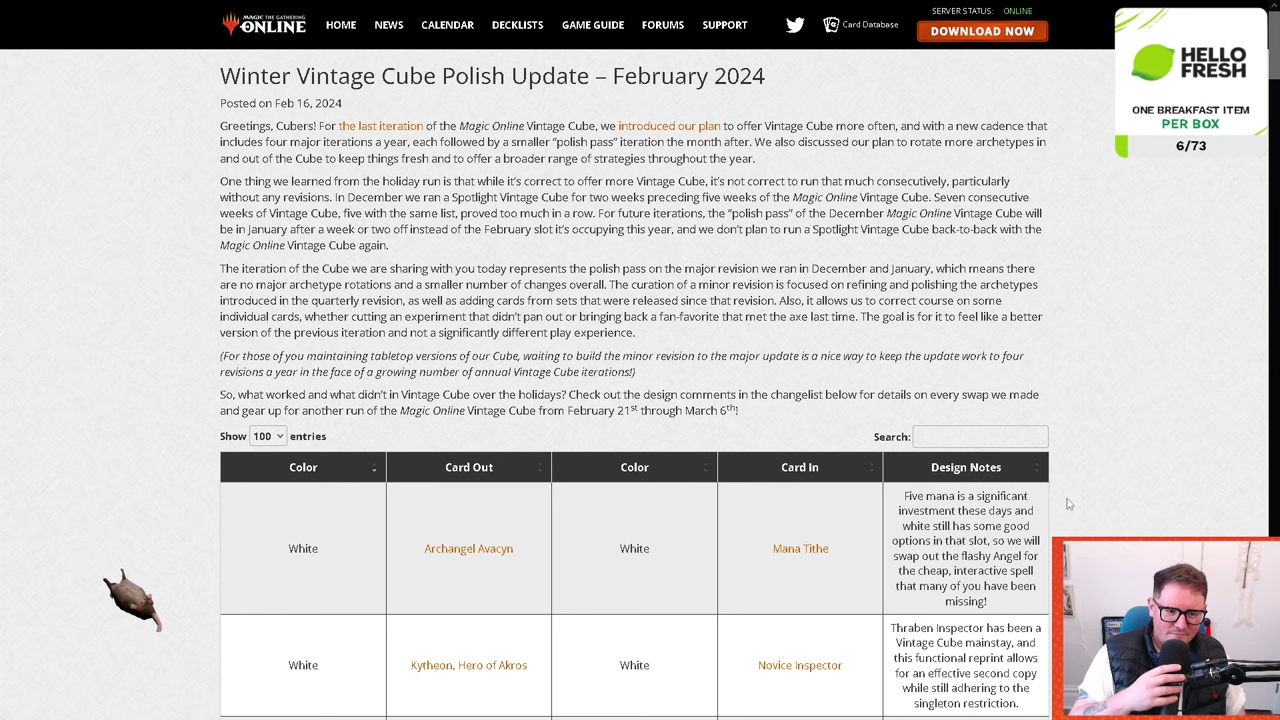 MAGIC THE GATHERING
ONLINE
HOME
NEWS
CALENDAR
DECKLISTS
GAME GUIDE
FORUMS
SUPPORT
Card Database
SERVER STATUS: ONLINE
DOWNLOAD NOW
HELLO
FRESH
ONE BREAKFAST ITEM
PER BOX
6/73
Winter Vintage Cube Polish Update – February 2024
Posted on Feb 16, 2024
Greetings, Cubers! For the last iteration of the Magic Online Vintage Cube, we introduced our plan to offer Vintage Cube more often, and with a new cadence that
includes four major iterations a year, each followed by a smaller “polish pass” iteration the month after. We also discussed our plan to rotate more archetypes in
and out of the Cube to keep things fresh and to offer a broader range of strategies throughout the year.
One thing we learned from the holiday run is that while it’s correct to offer more Vintage Cube, it’s not correct to run that much consecutively, particularly
without any revisions. In December we ran a Spotlight Vintage Cube for two weeks preceding five weeks of the Magic Online Vintage Cube. Seven consecutive
weeks of Vintage Cube, five with the same list, proved too much in a row. For future iterations, the “polish pass” of the December Magic Online Vintage Cube will
be in January after a week or two off instead of the February slot it’s occupying this year, and we don’t plan to run a Spotlight Vintage Cube back-to-back with the
Magic Online Vintage Cube again.
The iteration of the Cube we are sharing with you today represents the polish pass on the major revision we ran in December and January, which means there
are no major archetype rotations and a smaller number of changes overall. The curation of a minor revision is focused on refining and polishing the archetypes
introduced in the quarterly revision, as well as adding cards from sets that were released since that revision. Also, it allows us to correct course on some
individual cards, whether cutting an experiment that didn’t pan out or bringing back a fan-favorite that met the axe last time. The goal is for it to feel like a better
version of the previous iteration and not a significantly different play experience.
(For those of you maintaining tabletop versions of our Cube, waiting to build the minor revision to the major update is a nice way to keep the update work to four
revisions a year in the face of a growing number of annual Vintage Cube iterations!)
So, what worked and what didn’t in Vintage Cube over the holidays? Check out the design comments in the changelist below for details on every swap we made
and gear up for another run of the Magic Online Vintage Cube from February 21st through March 6th!
Show 100 entries
Search:
Color
Card Out
Color
Card In
Design Notes
White
Archangel Avacyn
White
Mana Tithe
Five mana is a significant
investment these days and
white still has some good
options in that slot, so we will
swap out the flashy Angel for
the cheap, interactive spell
that many of you have been
missing!
White
Kytheon, Hero of Akros
White
Novice Inspector
Thraben Inspector has been a
Vintage Cube mainstay, and
this functional reprint allows
for an effective second copy
while still adhering to the
singleton restriction.